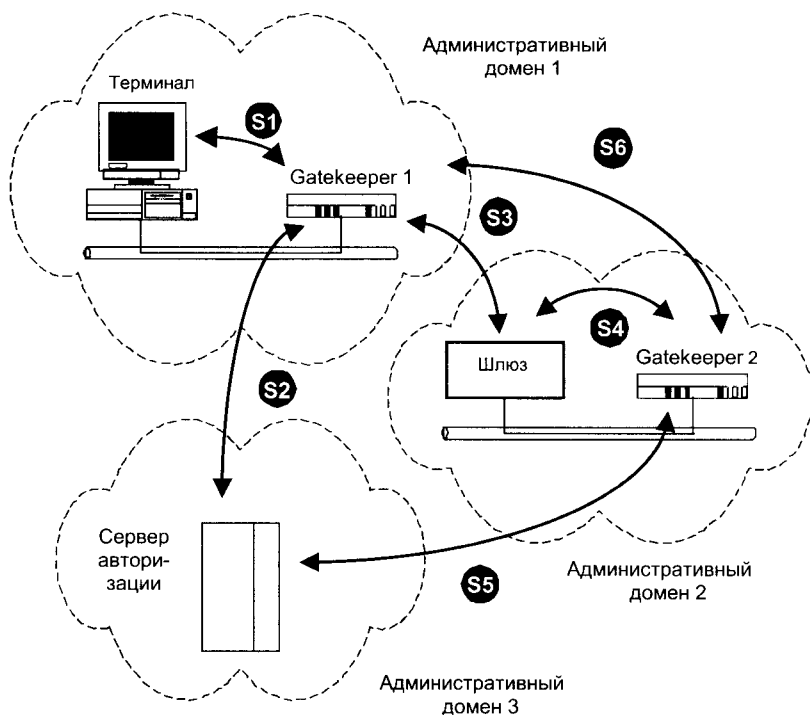 Административный
домен 1
Терминал
S1
S6
Gatekeeper 1
S3
S4
Шлюз
Gatekeeper 2
S2
Сервер
автори-
зации
S5
Административный
домен 2
Административный
домен 3